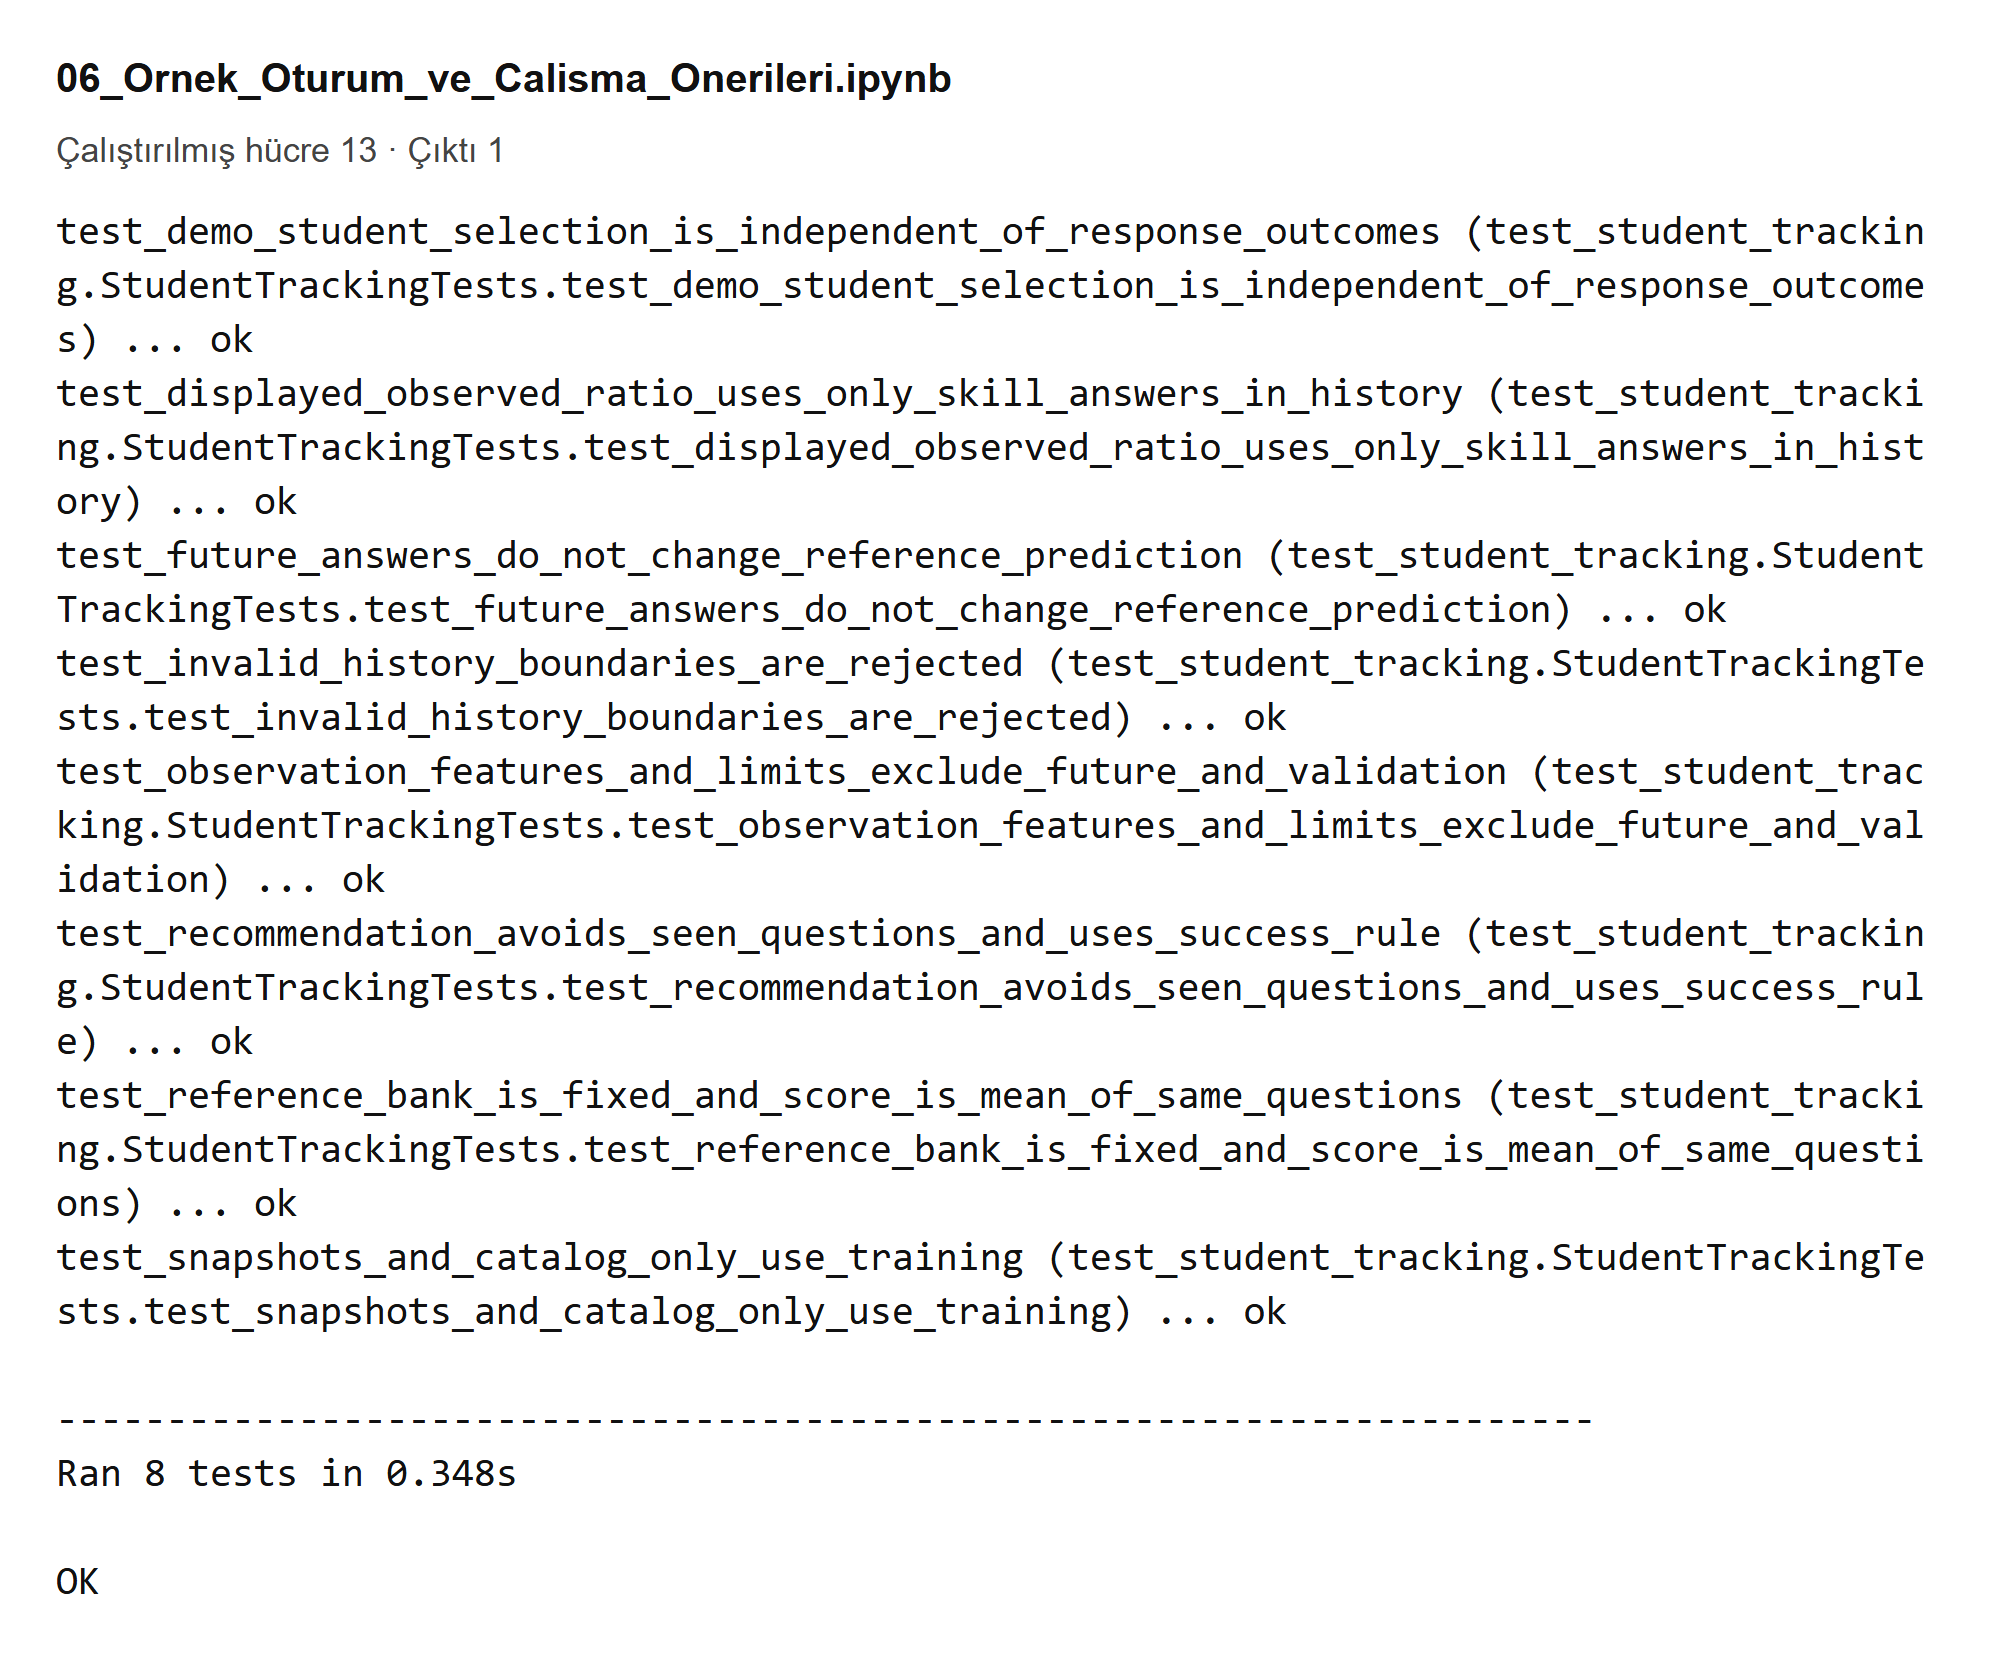 06_Ornek_Oturum_ve_Calisma_Onerileri.ipynb
Çalıştırılmış hücre 13 · Çıktı 1
test_demo_student_selection_is_independent_of_response_outcomes (test_student_trackin
g.StudentTrackingTests.test_demo_student_selection_is_independent_of_response_outcome
s) ... ok
test_displayed_observed_ratio_uses_only_skill_answers_in_history (test_student_tracki
ng.StudentTrackingTests.test_displayed_observed_ratio_uses_only_skill_answers_in_hist
ory) ... ok
test_future_answers_do_not_change_reference_prediction (test_student_tracking.Student
TrackingTests.test_future_answers_do_not_change_reference_prediction) ... ok
test_invalid_history_boundaries_are_rejected (test_student_tracking.StudentTrackingTe
sts.test_invalid_history_boundaries_are_rejected) ... ok
test_observation_features_and_limits_exclude_future_and_validation (test_student_trac
king.StudentTrackingTests.test_observation_features_and_limits_exclude_future_and_val
idation) ... ok
test_recommendation_avoids_seen_questions_and_uses_success_rule (test_student_trackin
g.StudentTrackingTests.test_recommendation_avoids_seen_questions_and_uses_success_rul
e) ... ok
test_reference_bank_is_fixed_and_score_is_mean_of_same_questions (test_student_tracki
ng.StudentTrackingTests.test_reference_bank_is_fixed_and_score_is_mean_of_same_questi
ons) ... ok
test_snapshots_and_catalog_only_use_training (test_student_tracking.StudentTrackingTe
sts.test_snapshots_and_catalog_only_use_training) ... ok
----------------------------------------------------------------------
Ran 8 tests in 0.348s
OK